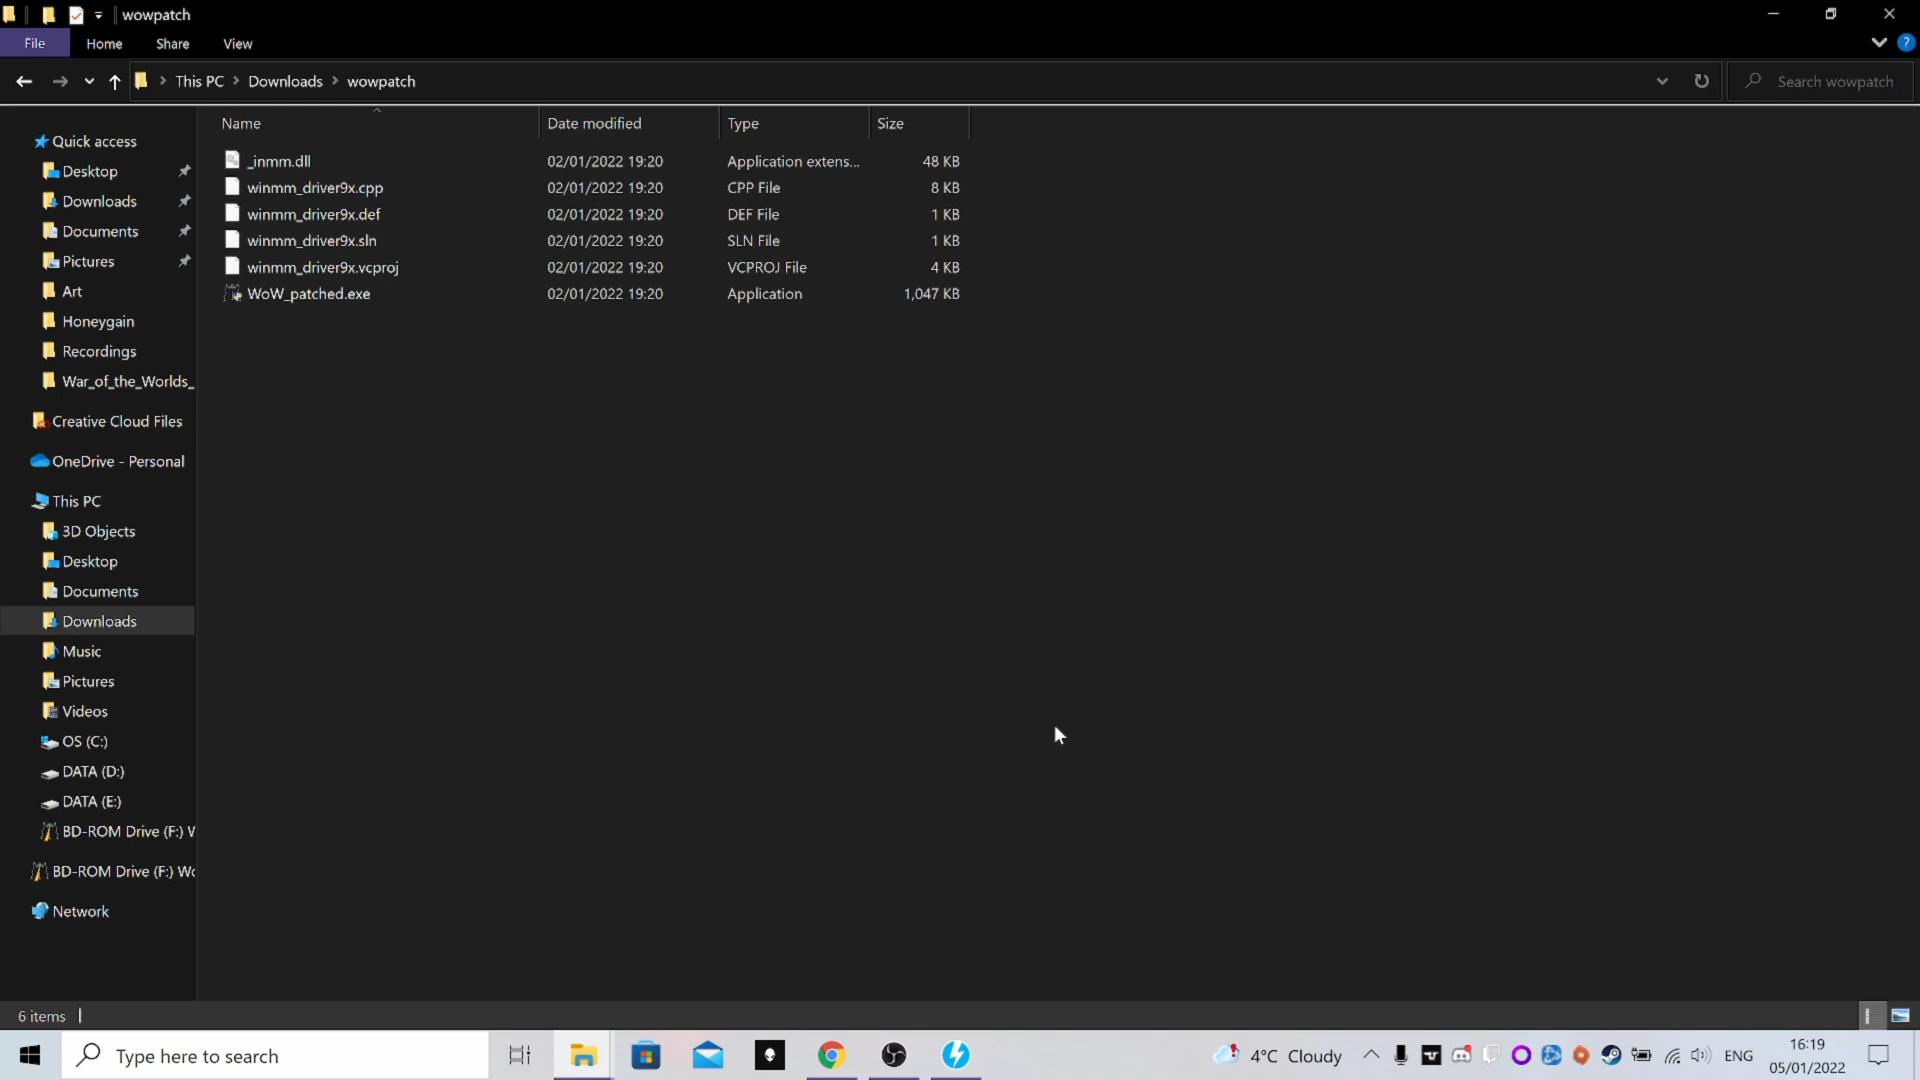 wowpatch
File Home Share View
This PC Downloads wowpatch Search wowpatch
Name Date modified Type Size
Quick access
Desktop
Downloads
Documents
Pictures
Art
Honeygain
Recordings
War_of_the_Worlds_
Creative Cloud Files
OneDrive - Personal
This PC
3D Objects
Desktop
Documents
Downloads
Music
Pictures
Videos
OS (C:)
DATA (D:)
DATA (E:)
BD-ROM Drive (F:) W
BD-ROM Drive (F:) Wo
Network
_inmm.dll 02/01/2022 19:20 Application extens... 48 KB
winmm_driver9x.cpp 02/01/2022 19:20 CPP File 8 KB
winmm_driver9x.def 02/01/2022 19:20 DEF File 1 KB
winmm_driver9x.sln 02/01/2022 19:20 SLN File 1 KB
winmm_driver9x.vcproj 02/01/2022 19:20 VCPROJ File 4 KB
WoW_patched.exe 02/01/2022 19:20 Application 1,047 KB
6 items
Type here to search
4°C Cloudy
ENG
16:19
05/01/2022